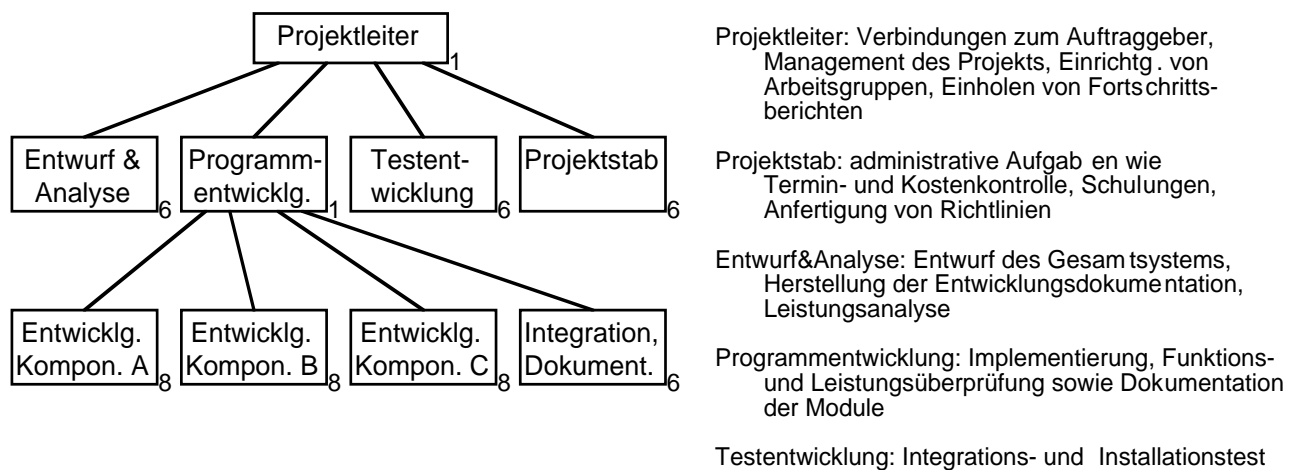 Projektleiter
1
Entwurf &
Analyse
6
Programm-
entwicklg.
1
Testent-
wicklung
6
Projektstab
6
Entwicklg.
Kompon. A
8
Entwicklg.
Kompon. B
8
Entwicklg.
Kompon. C
8
Integration,
Dokument.
6
Projektleiter: Verbindungen zum Auftraggeber,
Management des Projekts, Einrichtg. von
Arbeitsgruppen, Einholen von Fortschritts-
berichten
Projektstab: administrative Aufgaben wie
Termin- und Kostenkontrolle, Schulungen,
Anfertigung von Richtlinien
Entwurf&Analyse: Entwurf des Gesamtsystems,
Herstellung der Entwicklungsdokumentation,
Leistungsanalyse
Programmentwicklung: Implementierung, Funktions-
und Leistungsüberprüfung sowie Dokumentation
der Module
Testentwicklung: Integrations- und Installationstest